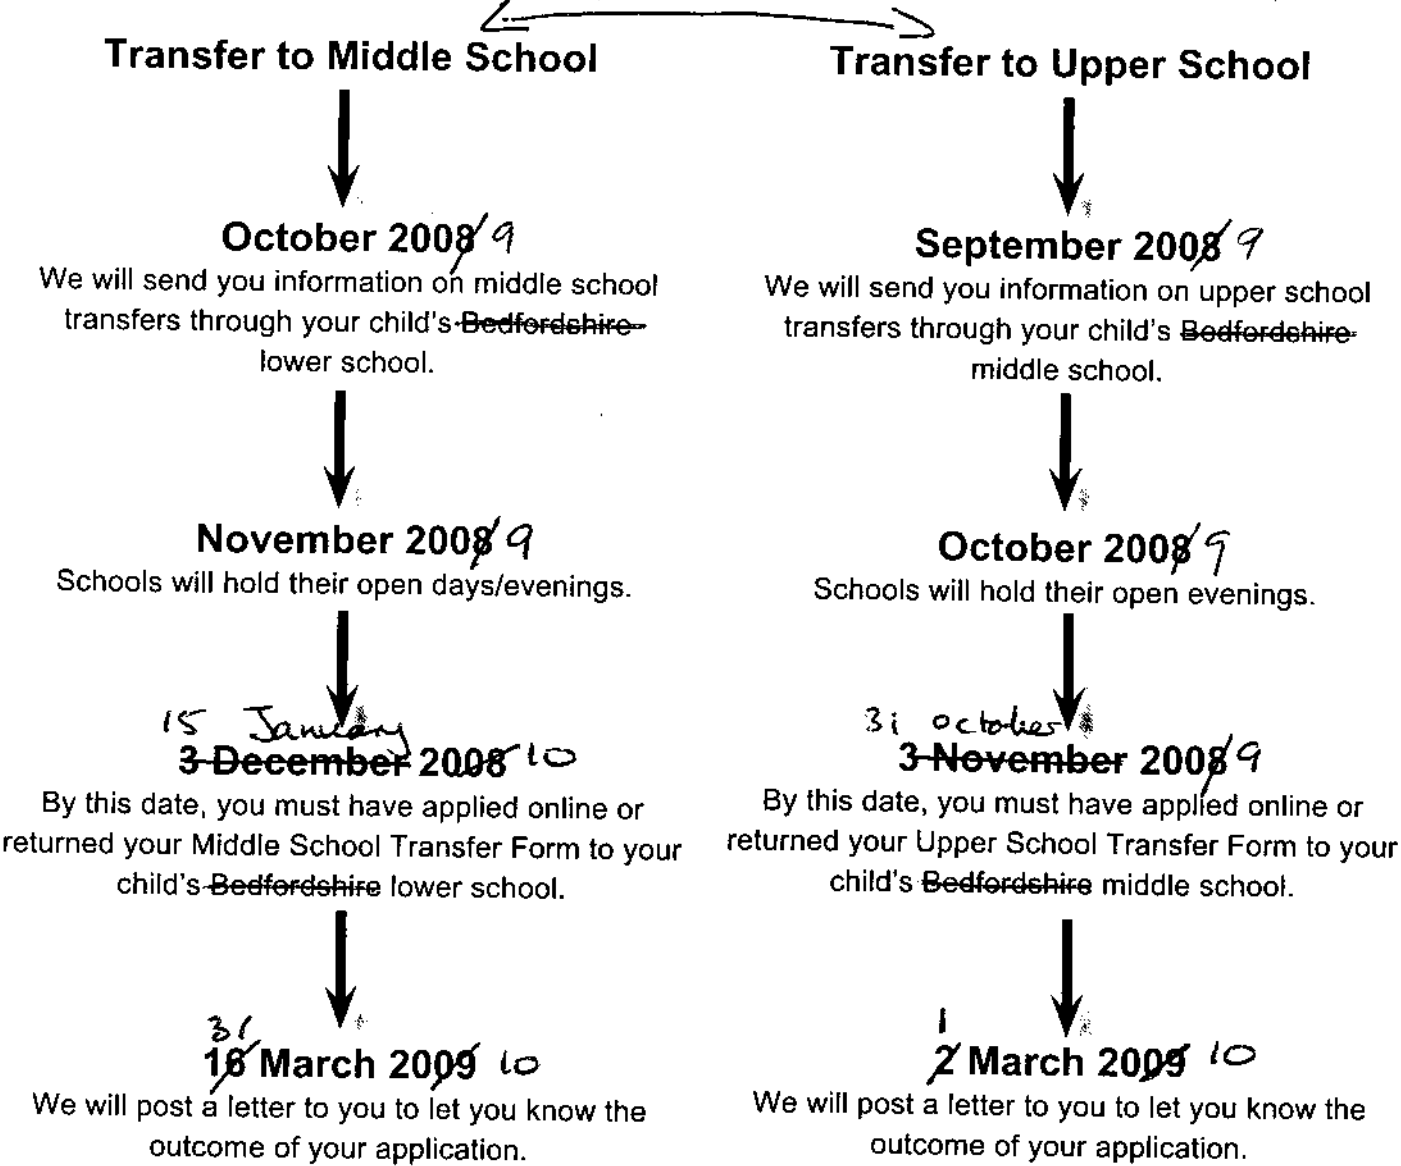 Transfer to Middle School
October 2008 9
We will send you information on middle school
transfers through your child's Bedfordshire
lower school.
November 2008 9
Schools will hold their open days/evenings.
15 January
3 December 2008 10
By this date, you must have applied online or
returned your Middle School Transfer Form to your
child's Bedfordshire lower school.
31
16 March 2009 10
We will post a letter to you to let you know the
outcome of your application.
Transfer to Upper School
September 2008 9
We will send you information on upper school
transfers through your child's Bedfordshire
middle school.
October 2008 9
Schools will hold their open evenings.
31 october
3 November 2008 9
By this date, you must have applied online or
returned your Upper School Transfer Form to your
child's Bedfordshire middle school.
1
2 March 2009 10
We will post a letter to you to let you know the
outcome of your application.